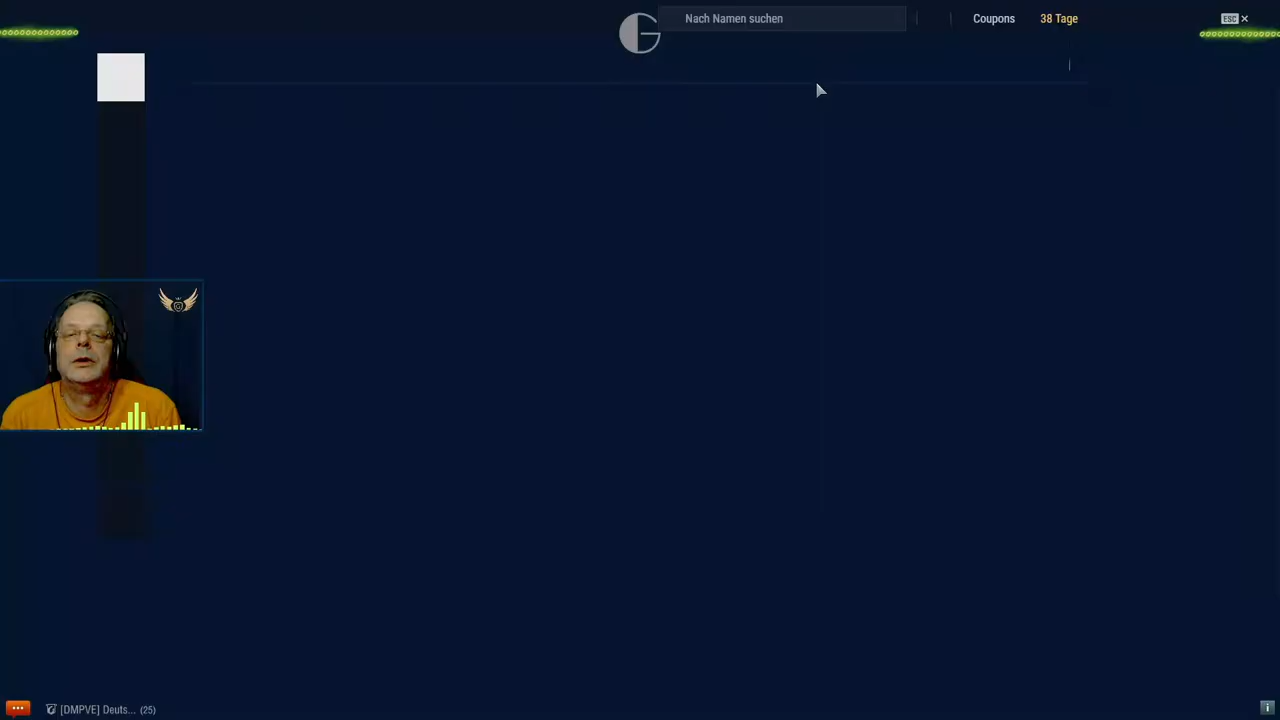 Nach Namen suchen
Coupons
38 Tage
ESC ×
[DMPVE] Deuts... (25)